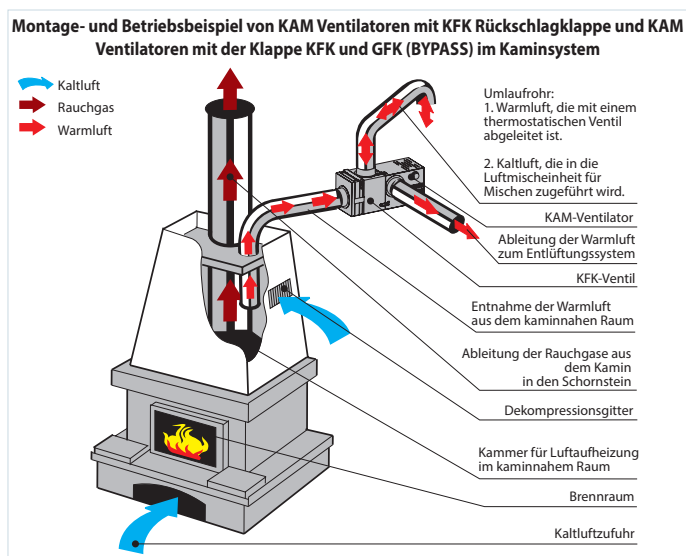 Montage- und Betriebsbeispiel von KAM Ventilatoren mit KFK Rückschlagklappe und KAM
Ventilatoren mit der Klappe KFK und GFK (BYPASS) im Kaminsystem
Kaltluft
Rauchgas
Warmluft
Umlaufrohr:
1. Warmluft, die mit einem
thermostatischen Ventil
abgeleitet ist.
2. Kaltluft, die in die
Luftmischeinheit für
Mischen zugeführt wird.
KAM-Ventilator
Ableitung der Warmluft
zum Entlüftungssystem
KFK-Ventil
Entnahme der Warmluft
aus dem kaminnahen Raum
Ableitung der Rauchgase aus
dem Kamin
in den Schornstein
Dekompressionsgitter
Kammer für Luftaufheizung
im kaminnahem Raum
Brennraum
Kaltluftzufuhr